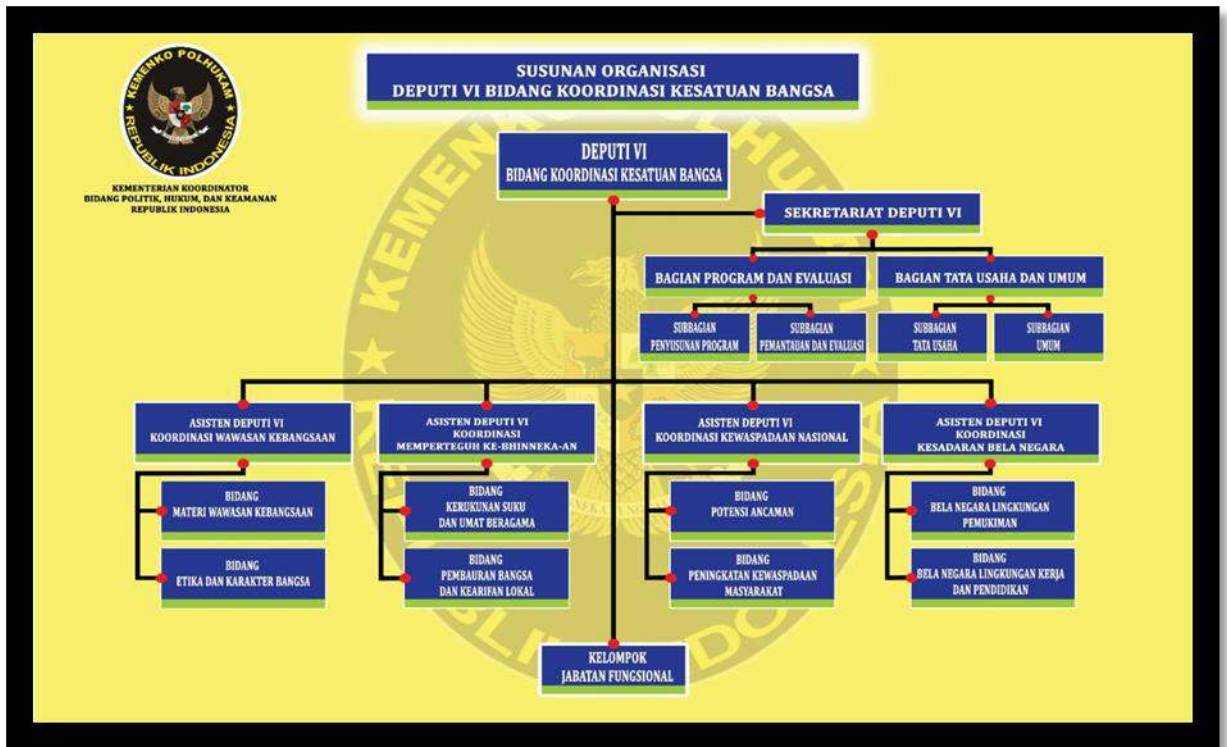 KEMENKO POLHUKAM
REPUBLIK INDONESIA
KEMENTERIAN KOORDINATOR
BIDANG POLITIK, HUKUM, DAN KEAMANAN
REPUBLIK INDONESIA
SUSUNAN ORGANISASI
DEPUTI VI BIDANG KOORDINASI KESATUAN BANGSA
DEPUTI VI
BIDANG KOORDINASI KESATUAN BANGSA
SEKRETARIAT DEPUTI VI
BAGIAN PROGRAM DAN EVALUASI
BAGIAN TATA USAHA DAN UMUM
SUBBAGIAN
PENYUSUNAN PROGRAM
SUBBAGIAN
PEMANTAUAN DAN EVALUASI
SUBBAGIAN
TATA USAHA
SUBBAGIAN
UMUM
ASISTEN DEPUTI VI
KOORDINASI WAWASAN KEBANGSAAN
ASISTEN DEPUTI VI
KOORDINASI
MEMPERTEGUH KE-BHINNEKA-AN
ASISTEN DEPUTI VI
KOORDINASI KEWASPADAAN NASIONAL
ASISTEN DEPUTI VI
KOORDINASI
KESADARAN BELA NEGARA
BIDANG
MATERI WAWASAN KEBANGSAAN
BIDANG
ETIKA DAN KARAKTER BANGSA
BIDANG
KERUKUNAN SUKU
DAN UMAT BERAGAMA
BIDANG
PEMBAURAN BANGSA
DAN KEARIFAN LOKAL
BIDANG
POTENSI ANCAMAN
BIDANG
PENINGKATAN KEWASPADAAN
MASYARAKAT
BIDANG
BELA NEGARA LINGKUNGAN
PEMUKIMAN
BIDANG
BELA NEGARA LINGKUNGAN KERJA
DAN PENDIDIKAN
KELOMPOK
JABATAN FUNGSIONAL